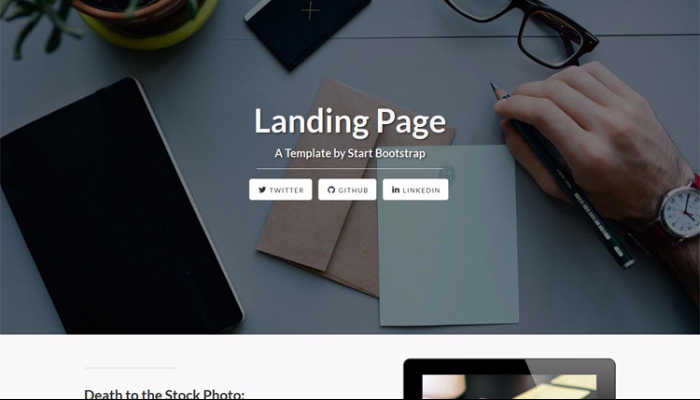 Landing Page
A Template by Start Bootstrap
TWITTER
GITHUB
LINKEDIN
Death to the Stock Photo: